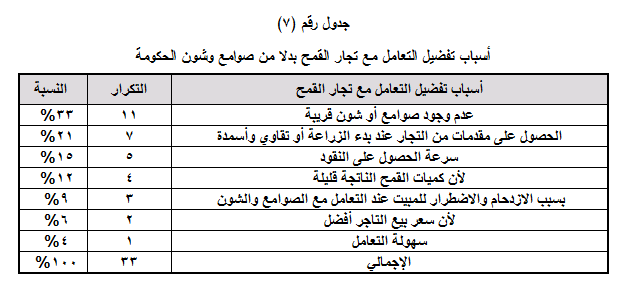 جدول رقم (٧)
أسباب تفضيل التعامل مع تجار القمح بدلا من صوامع وشون الحكومة
أسباب تفضيل التعامل مع تجار القمح التكرار النسبة
عدم وجود صوامع أو شون قريبة ١١ ٣٣%
الحصول على مقدمات من التجار عند بدء الزراعة أو تقاوي وأسمدة ٧ ٢١%
سرعة الحصول على النقود ٥ ١٥%
لأن كميات القمح الناتجة قليلة ٤ ١٢%
بسبب الازدحام والاضطرار للمبيت عند التعامل مع الصوامع والشون ٣ ٩%
لأن سعر بيع التاجر أفضل ٢ ٦%
سهولة التعامل ١ ٤%
الإجمالي ٣٣ ١٠٠%